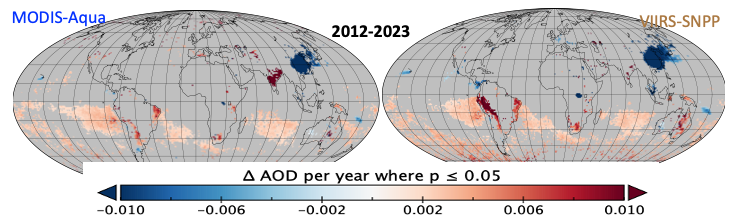 MODIS-Aqua
2012-2023
VIIRS-SNPP
Δ AOD per year where p ≤ 0.05
−0.010 −0.006 −0.002 0.002 0.006 0.010